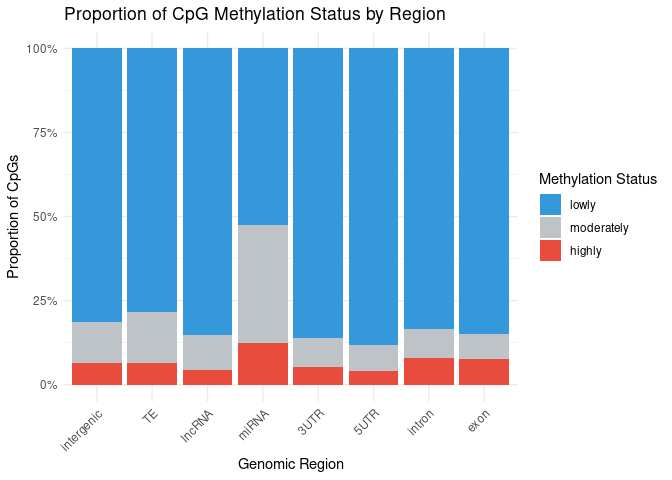 Proportion of CpG Methylation Status by Region
Proportion of CpGs
100%
75%
50%
25%
0%
intergenic
TE
lncRNA
miRNA
3UTR
5UTR
intron
exon
Genomic Region
Methylation Status
lowly
moderately
highly